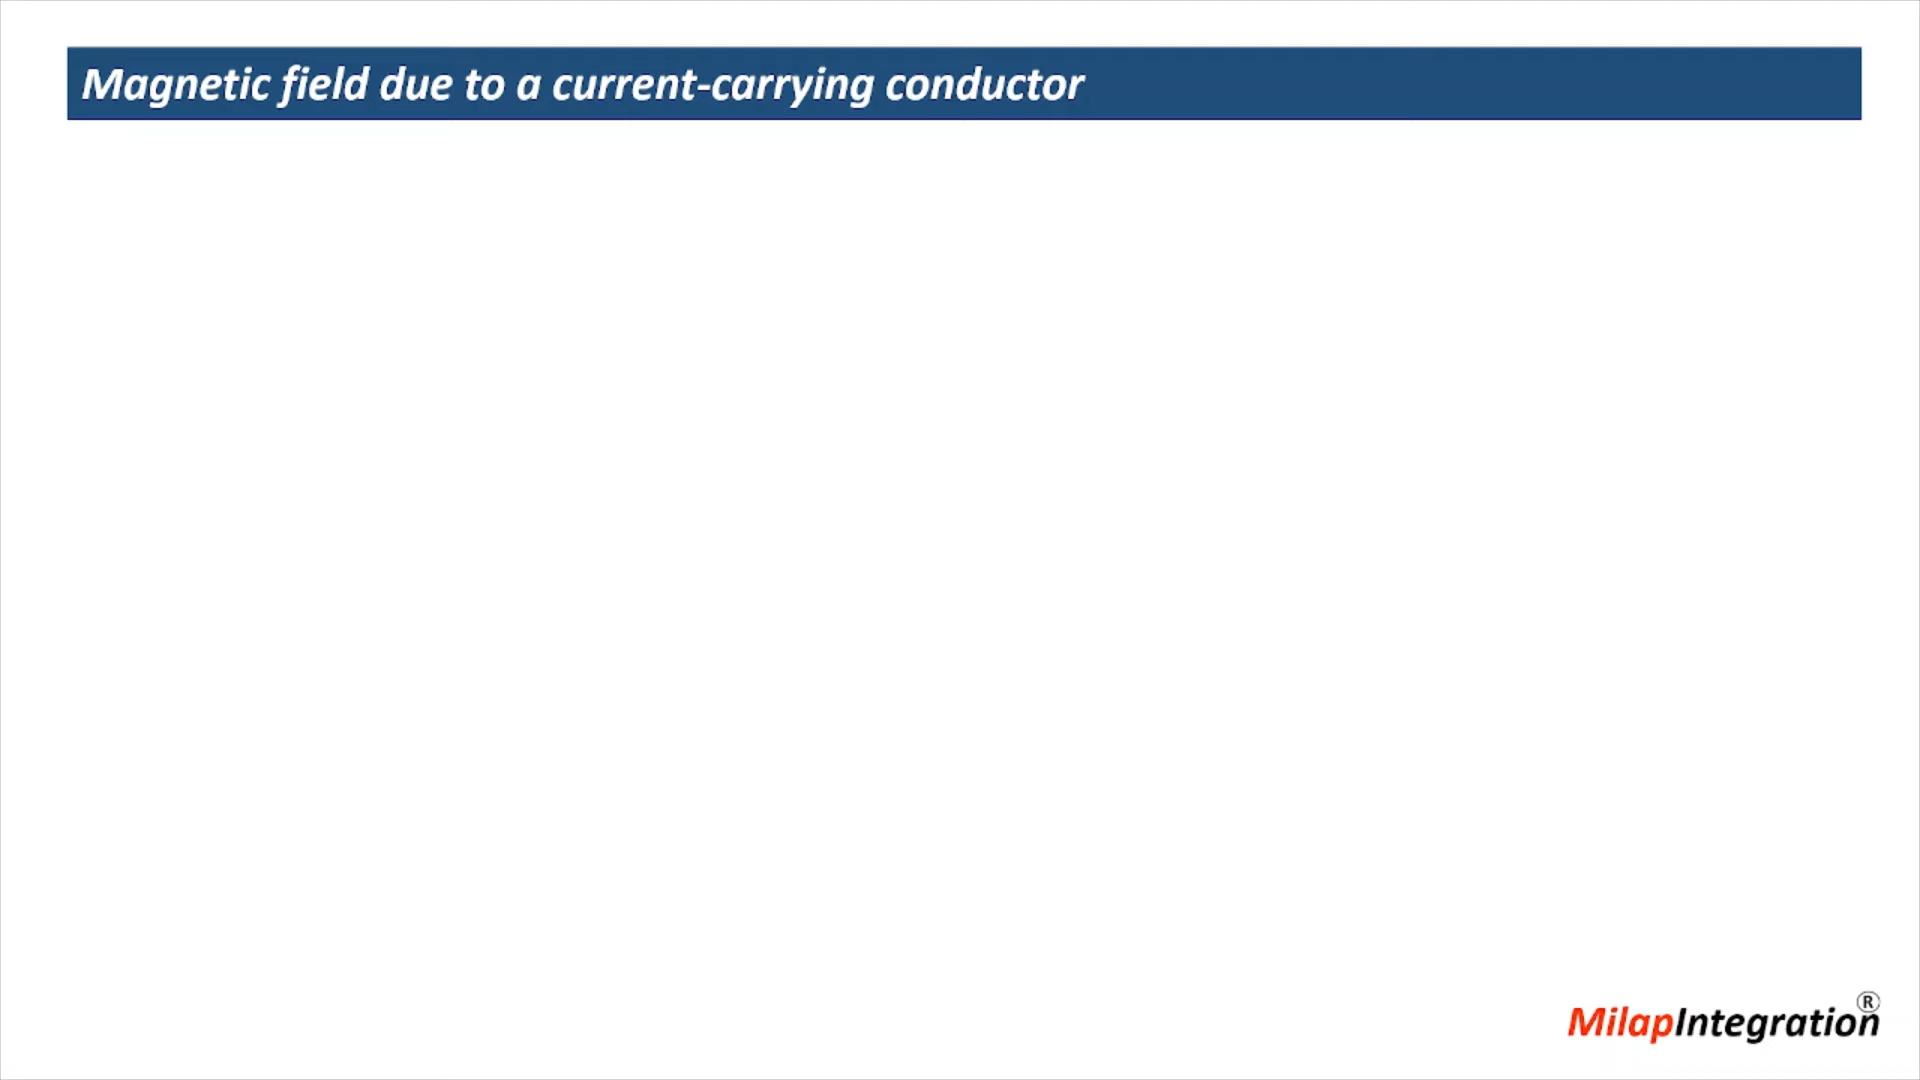 Magnetic field due to a current-carrying conductor
MilapIntegration®